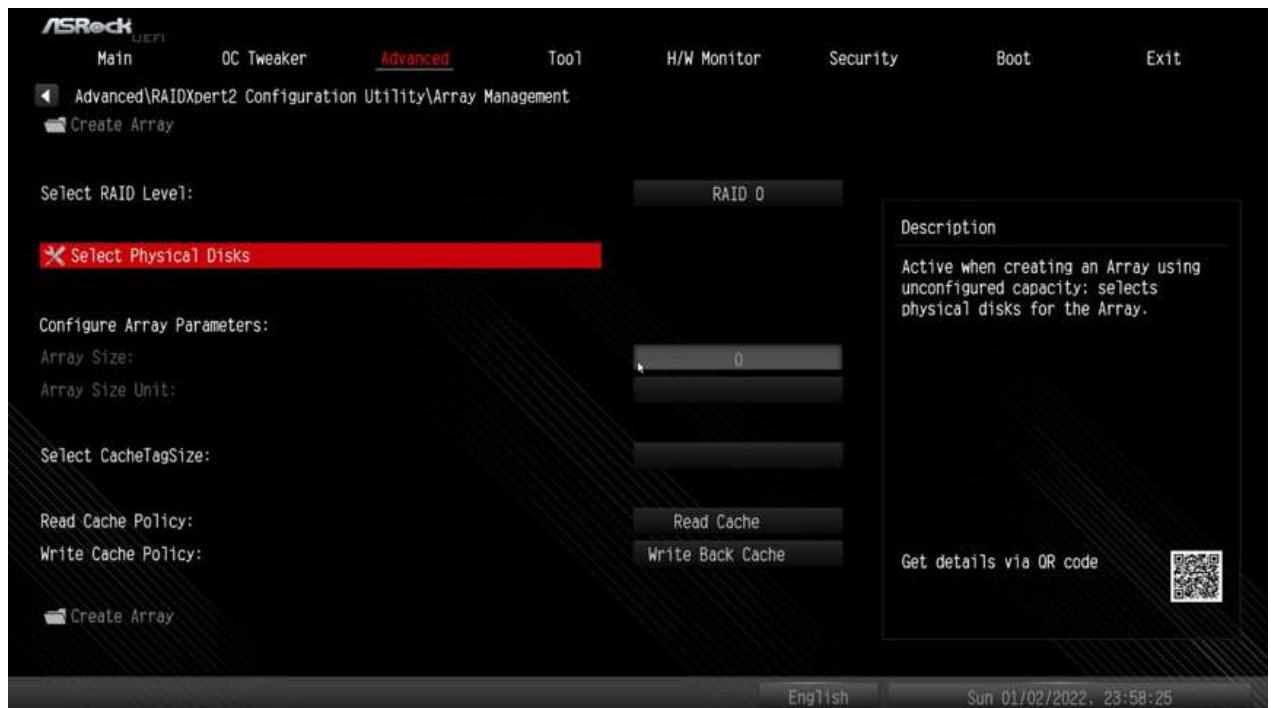 ASRock
UEFI
Main OC Tweaker Advanced Tool H/W Monitor Security Boot Exit
Advanced\RAIDXpert2 Configuration Utility\Array Management
Create Array
Select RAID Level: RAID 0
Select Physical Disks
Configure Array Parameters:
Array Size: 0
Array Size Unit:
Select CacheTagSize:
Read Cache Policy: Read Cache
Write Cache Policy: Write Back Cache
Create Array
Description
Active when creating an Array using
unconfigured capacity: selects
physical disks for the Array.
Get details via QR code
English Sun 01/02/2022, 23:58:25